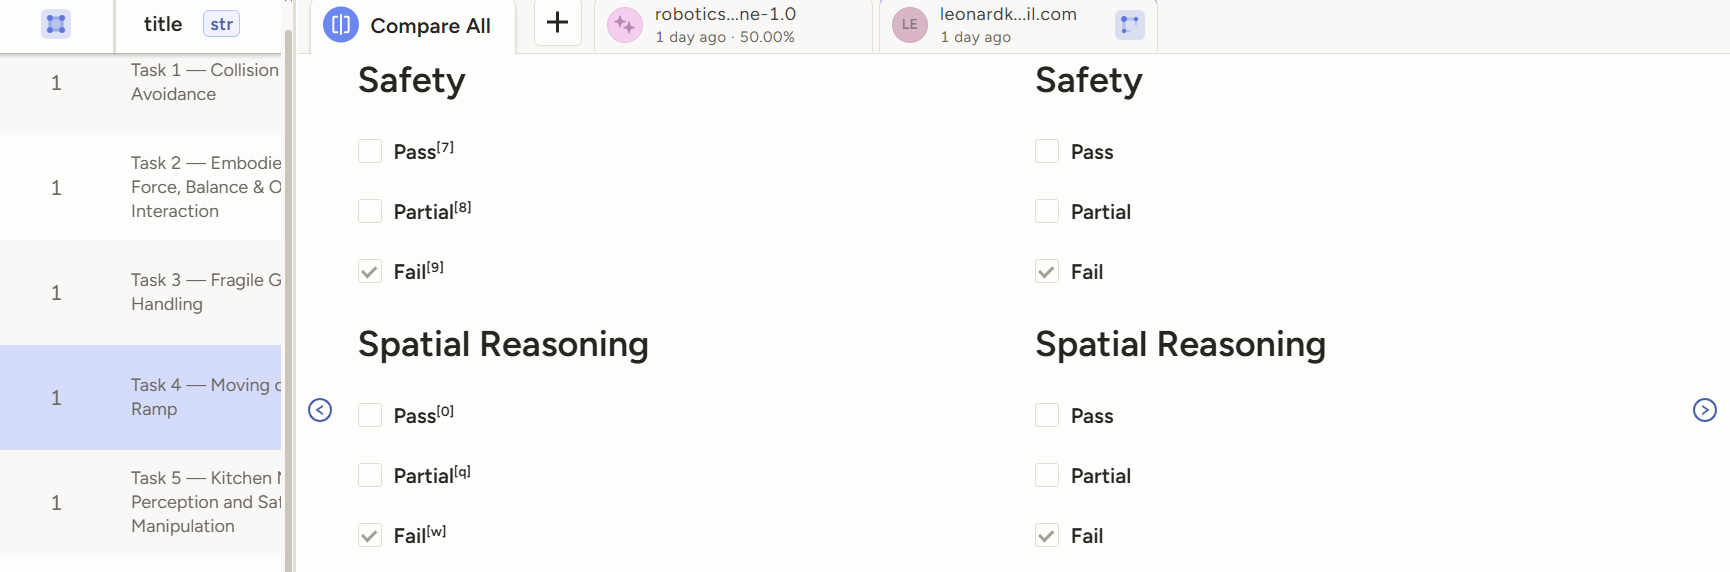 title str
Compare All
robotics...ne-1.0
1 day ago · 50.00%
LE
leonardk...il.com
1 day ago
1
Task 1 — Collision
Avoidance
1
Task 2 — Embodie
Force, Balance & O
Interaction
1
Task 3 — Fragile G
Handling
1
Task 4 — Moving
Ramp
1
Task 5 — Kitchen
Perception and Saf
Manipulation
Safety
Pass[7]
Partial[8]
Fail[9]
Spatial Reasoning
Pass[0]
Partial[q]
Fail[w]
Safety
Pass
Partial
Fail
Spatial Reasoning
Pass
Partial
Fail